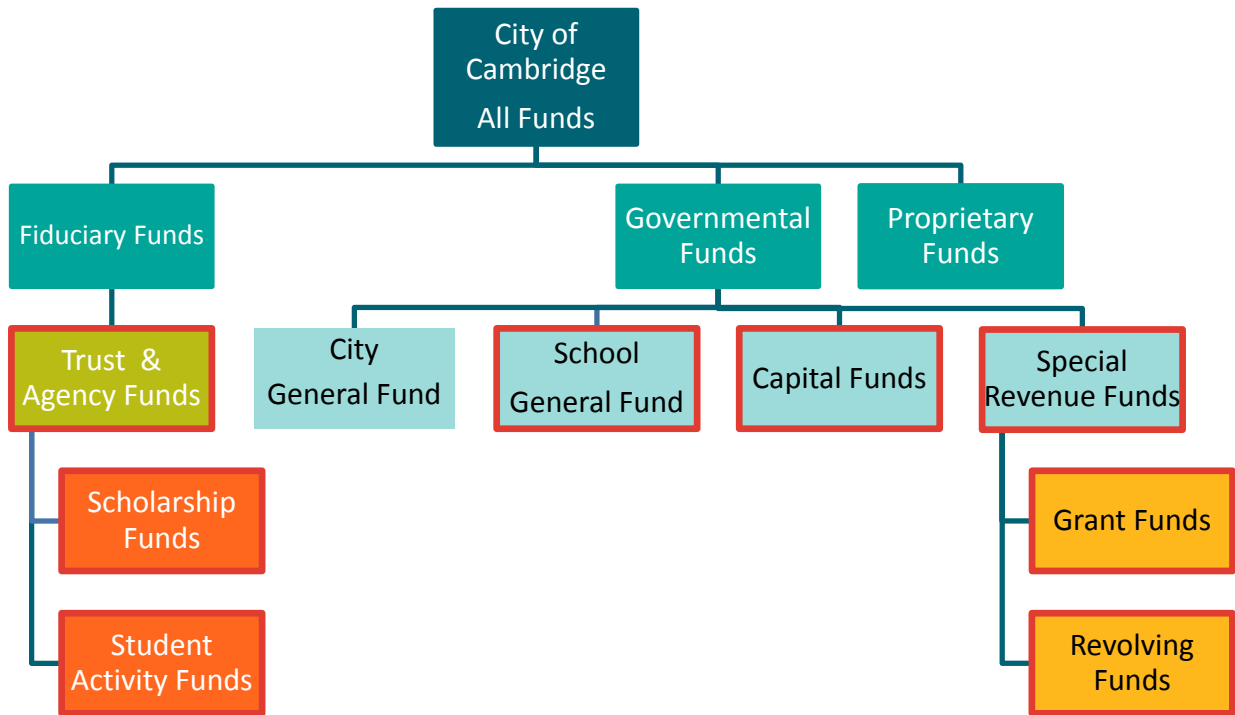 City of
Cambridge
All Funds
Fiduciary Funds
Governmental
Funds
Proprietary
Funds
Trust & 
Agency Funds
City
General Fund
School
General Fund
Capital Funds
Special
Revenue Funds
Scholarship
Funds
Grant Funds
Student
Activity Funds
Revolving
Funds